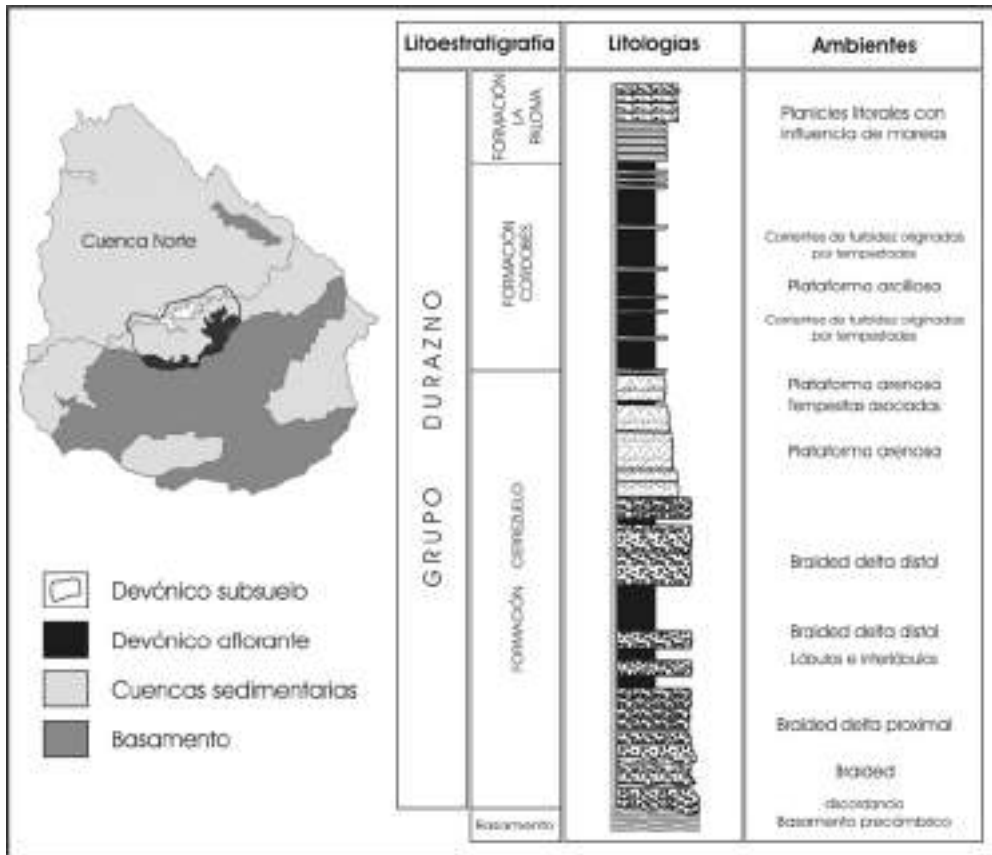 Litoestratigrafía
Litologías
Ambientes
Cuenca Norte
Devónico subsuelo
Devónico aflorante
Cuencas sedimentarias
Basamento
GRUPO DURAZNO
FORMACIÓN
LA
PALOMA
FORMACIÓN
CORDOBÉS
FORMACIÓN CERREZUELO
Basamento
Planicies litorales con
influencia de mareas
Corrientes de turbidez originadas
por tempestades
Plataforma arcillosa
Corrientes de turbidez originadas
por tempestades
Plataforma arenosa
Tempestitas asociadas
Plataforma arenosa
Braided delta distal
Braided delta distal
Lóbulos e interlóbulos
Braided delta proximal
Braided
discordancia
Basamento precámbrico